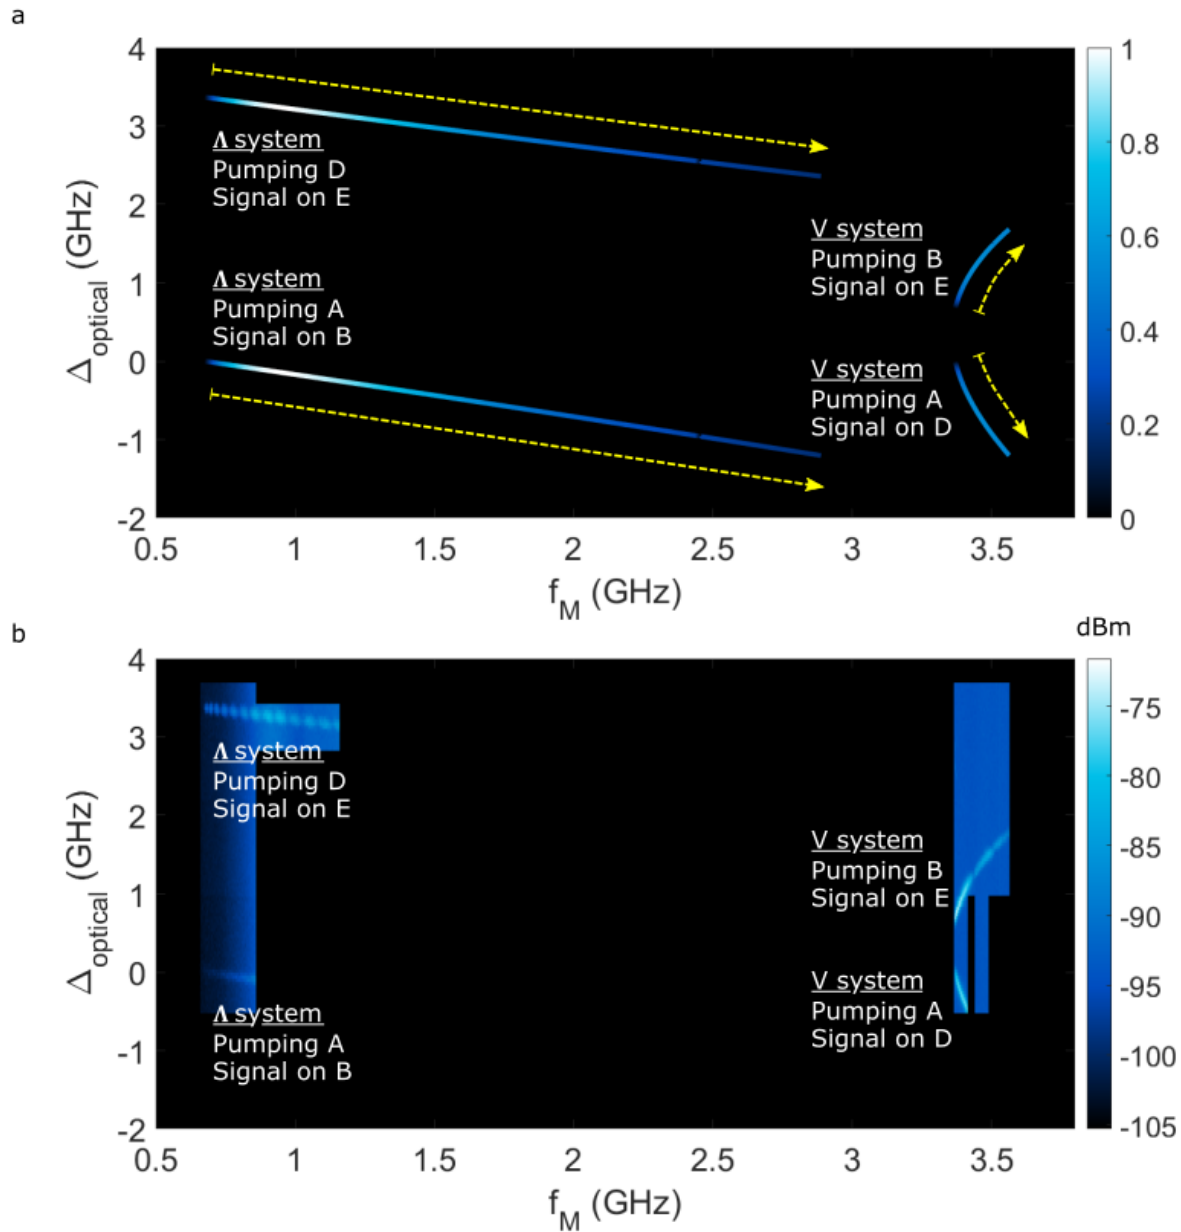 a
4
3
2
1
0
-1
-2
Δoptical (GHz)
Λ system
Pumping D
Signal on E
Λ system
Pumping A
Signal on B
V system
Pumping B
Signal on E
V system
Pumping A
Signal on D
0.5 1 1.5 2 2.5 3 3.5
fM (GHz)
1
0.8
0.6
0.4
0.2
0
b
dBm
4
3
2
1
0
-1
-2
Δoptical (GHz)
Λ system
Pumping D
Signal on E
Λ system
Pumping A
Signal on B
V system
Pumping B
Signal on E
V system
Pumping A
Signal on D
0.5 1 1.5 2 2.5 3 3.5
fM (GHz)
-75
-80
-85
-90
-95
-100
-105